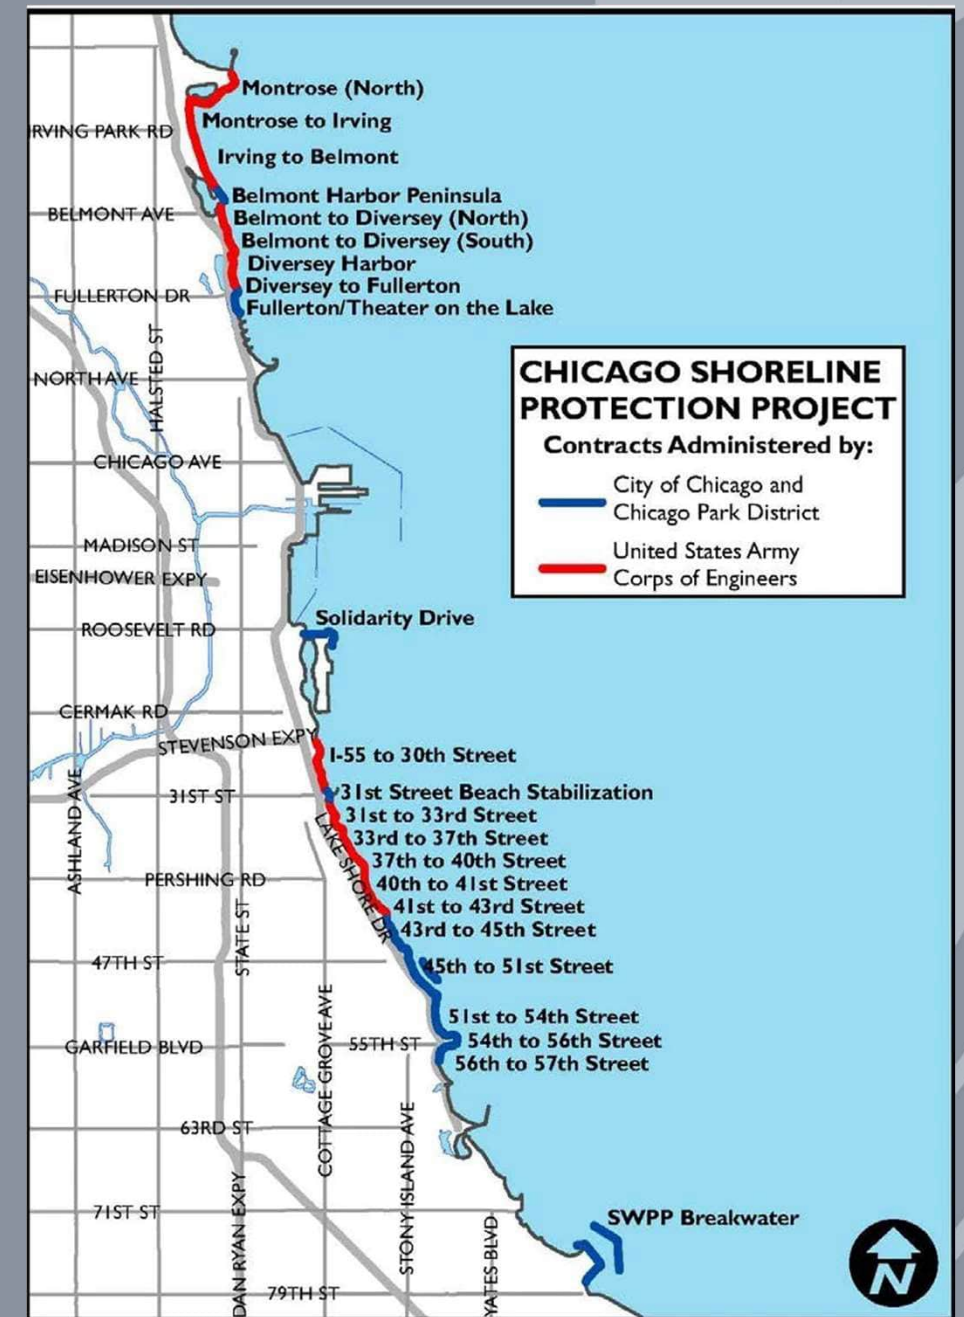 Montrose (North)
Montrose to Irving
IRVING PARK RD
Irving to Belmont
Belmont Harbor Peninsula
BELMONT AVE
Belmont to Diversey (North)
Belmont to Diversey (South)
Diversey Harbor
Diversey to Fullerton
FULLERTON DR
Fullerton/Theater on the Lake
HALSTED ST
NORTH AVE
CHICAGO SHORELINE
PROTECTION PROJECT
Contracts Administered by:
City of Chicago and
Chicago Park District
United States Army
Corps of Engineers
CHICAGO AVE
MADISON ST
EISENHOWER EXPY
Solidarity Drive
ROOSEVELT RD
CERMAK RD
STEVENSON EXPY
I-55 to 30th Street
31ST ST
31st Street Beach Stabilization
31st to 33rd Street
33rd to 37th Street
37th to 40th Street
ASHLAND AVE
LAKE SHORE DR
PERSHING RD
40th to 41st Street
41st to 43rd Street
43rd to 45th Street
STATE ST
47TH ST
45th to 51st Street
51st to 54th Street
54th to 56th Street
GARFIELD BLVD
55TH ST
56th to 57th Street
COTTAGE GROVE AVE
63RD ST
STONY ISLAND AVE
71ST ST
SWPP Breakwater
DAN RYAN EXPY
YATES BLVD
79TH ST
N